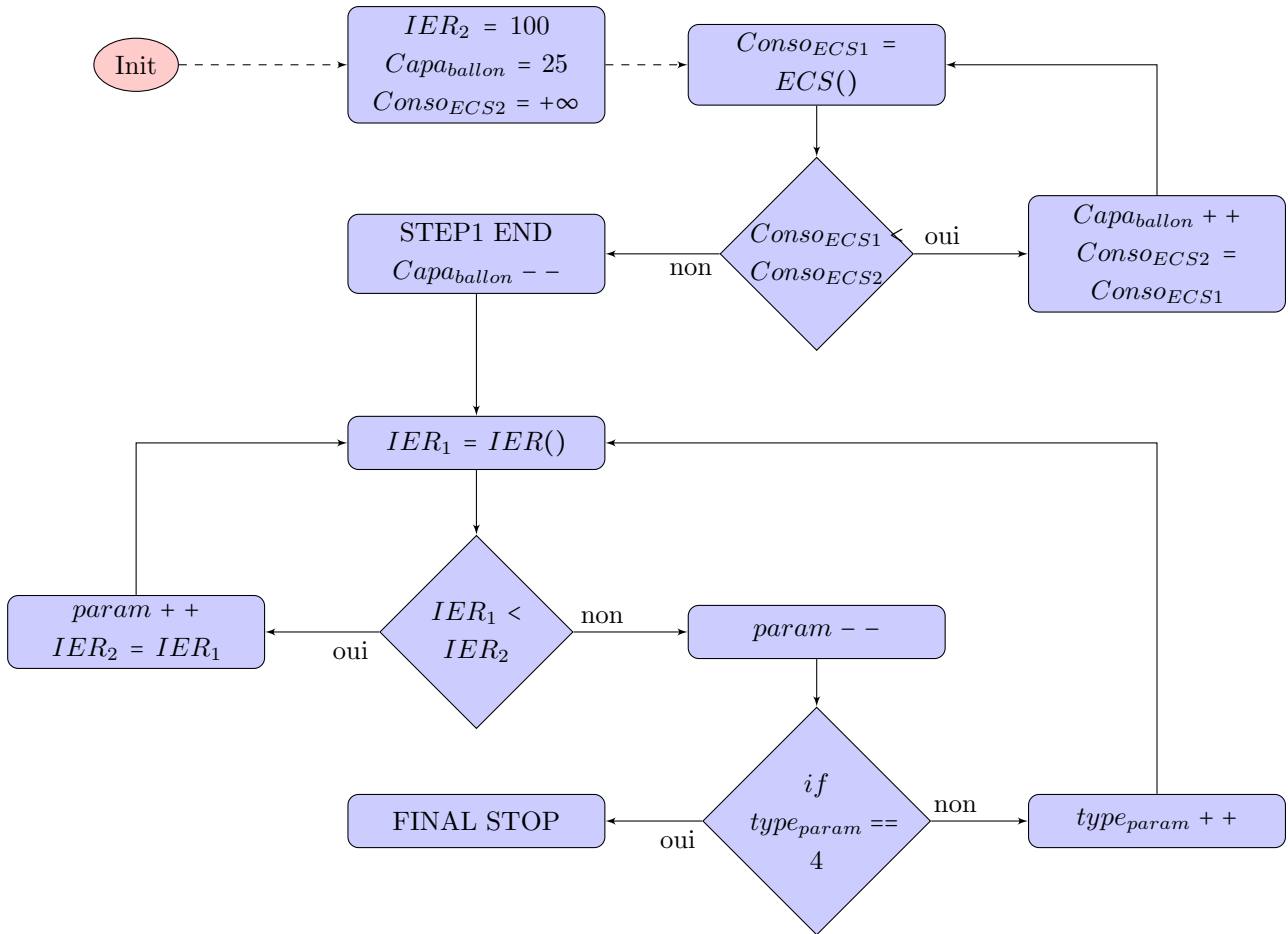 Init
IER₂ = 100
Capa_ballon = 25
Conso_ECS2 = +∞
Conso_ECS1 =
ECS()
Conso_ECS1 <
Conso_ECS2
oui
non
Capa_ballon + +
Conso_ECS2 =
Conso_ECS1
STEP1 END
Capa_ballon − −
IER₁ = IER()
IER₁ <
IER₂
oui
non
param + +
IER₂ = IER₁
param − −
if
type_param ==
4
oui
non
FINAL STOP
type_param + +